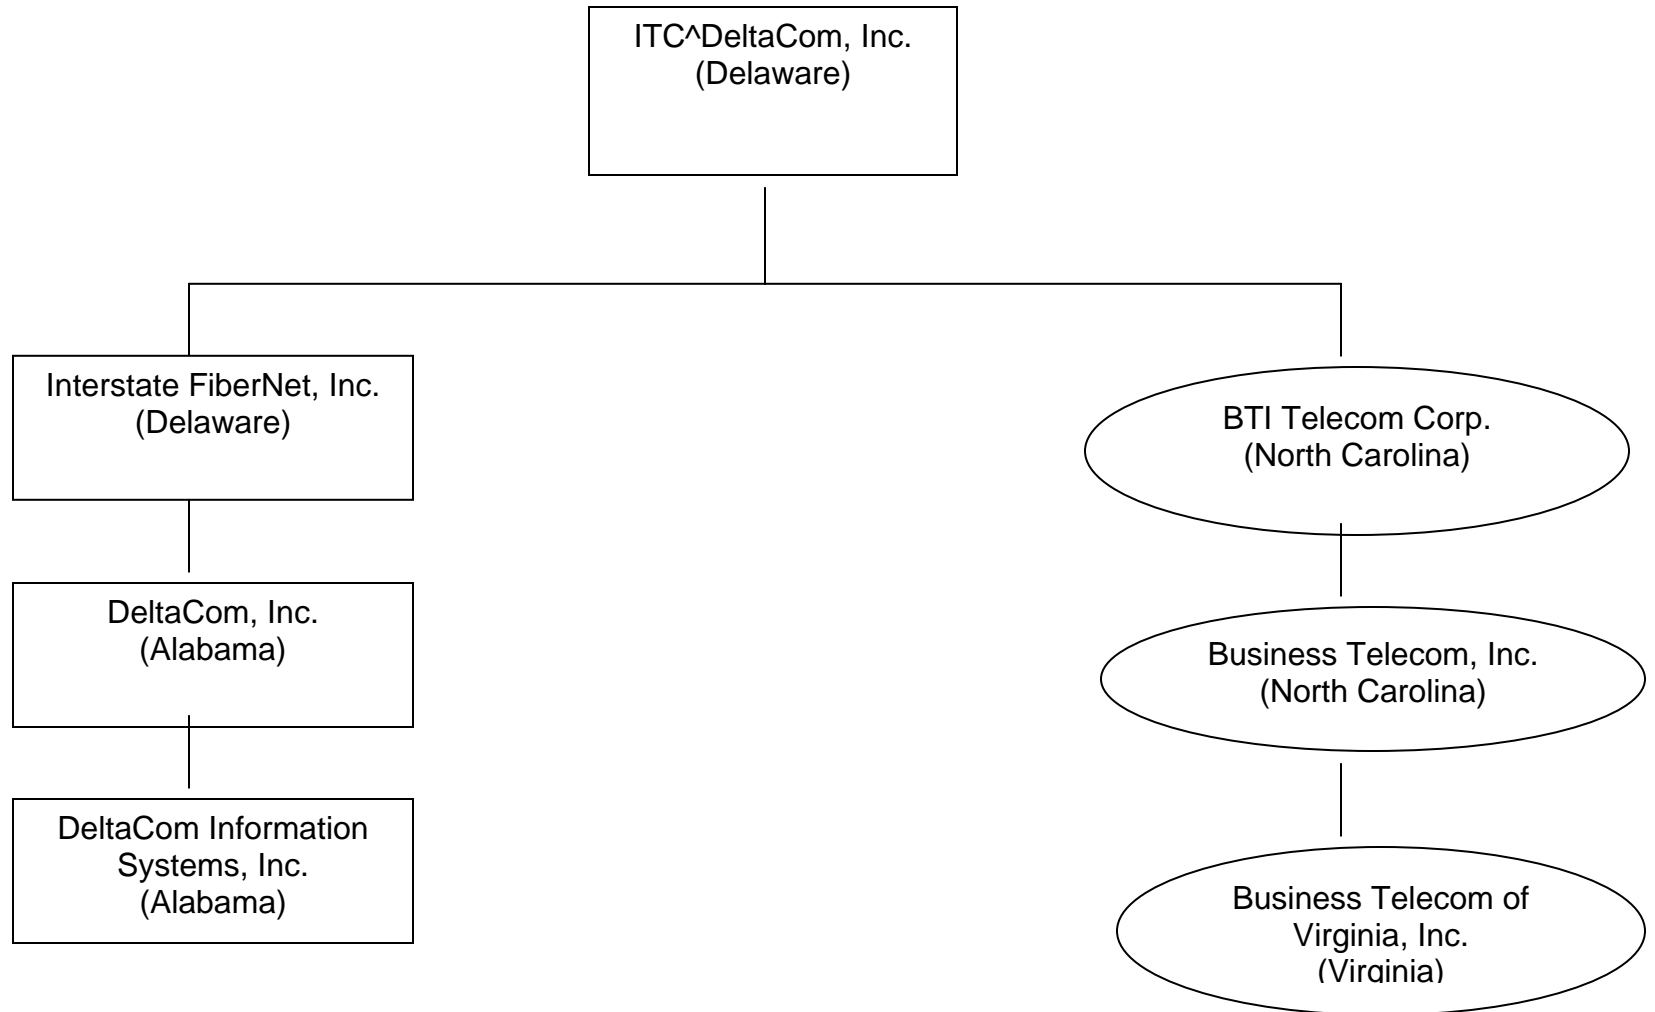 ITC^DeltaCom, Inc.
(Delaware)
Interstate FiberNet, Inc.
(Delaware)
BTI Telecom Corp.
(North Carolina)
DeltaCom, Inc.
(Alabama)
Business Telecom, Inc.
(North Carolina)
DeltaCom Information
Systems, Inc.
(Alabama)
Business Telecom of
Virginia, Inc.
(Virginia)